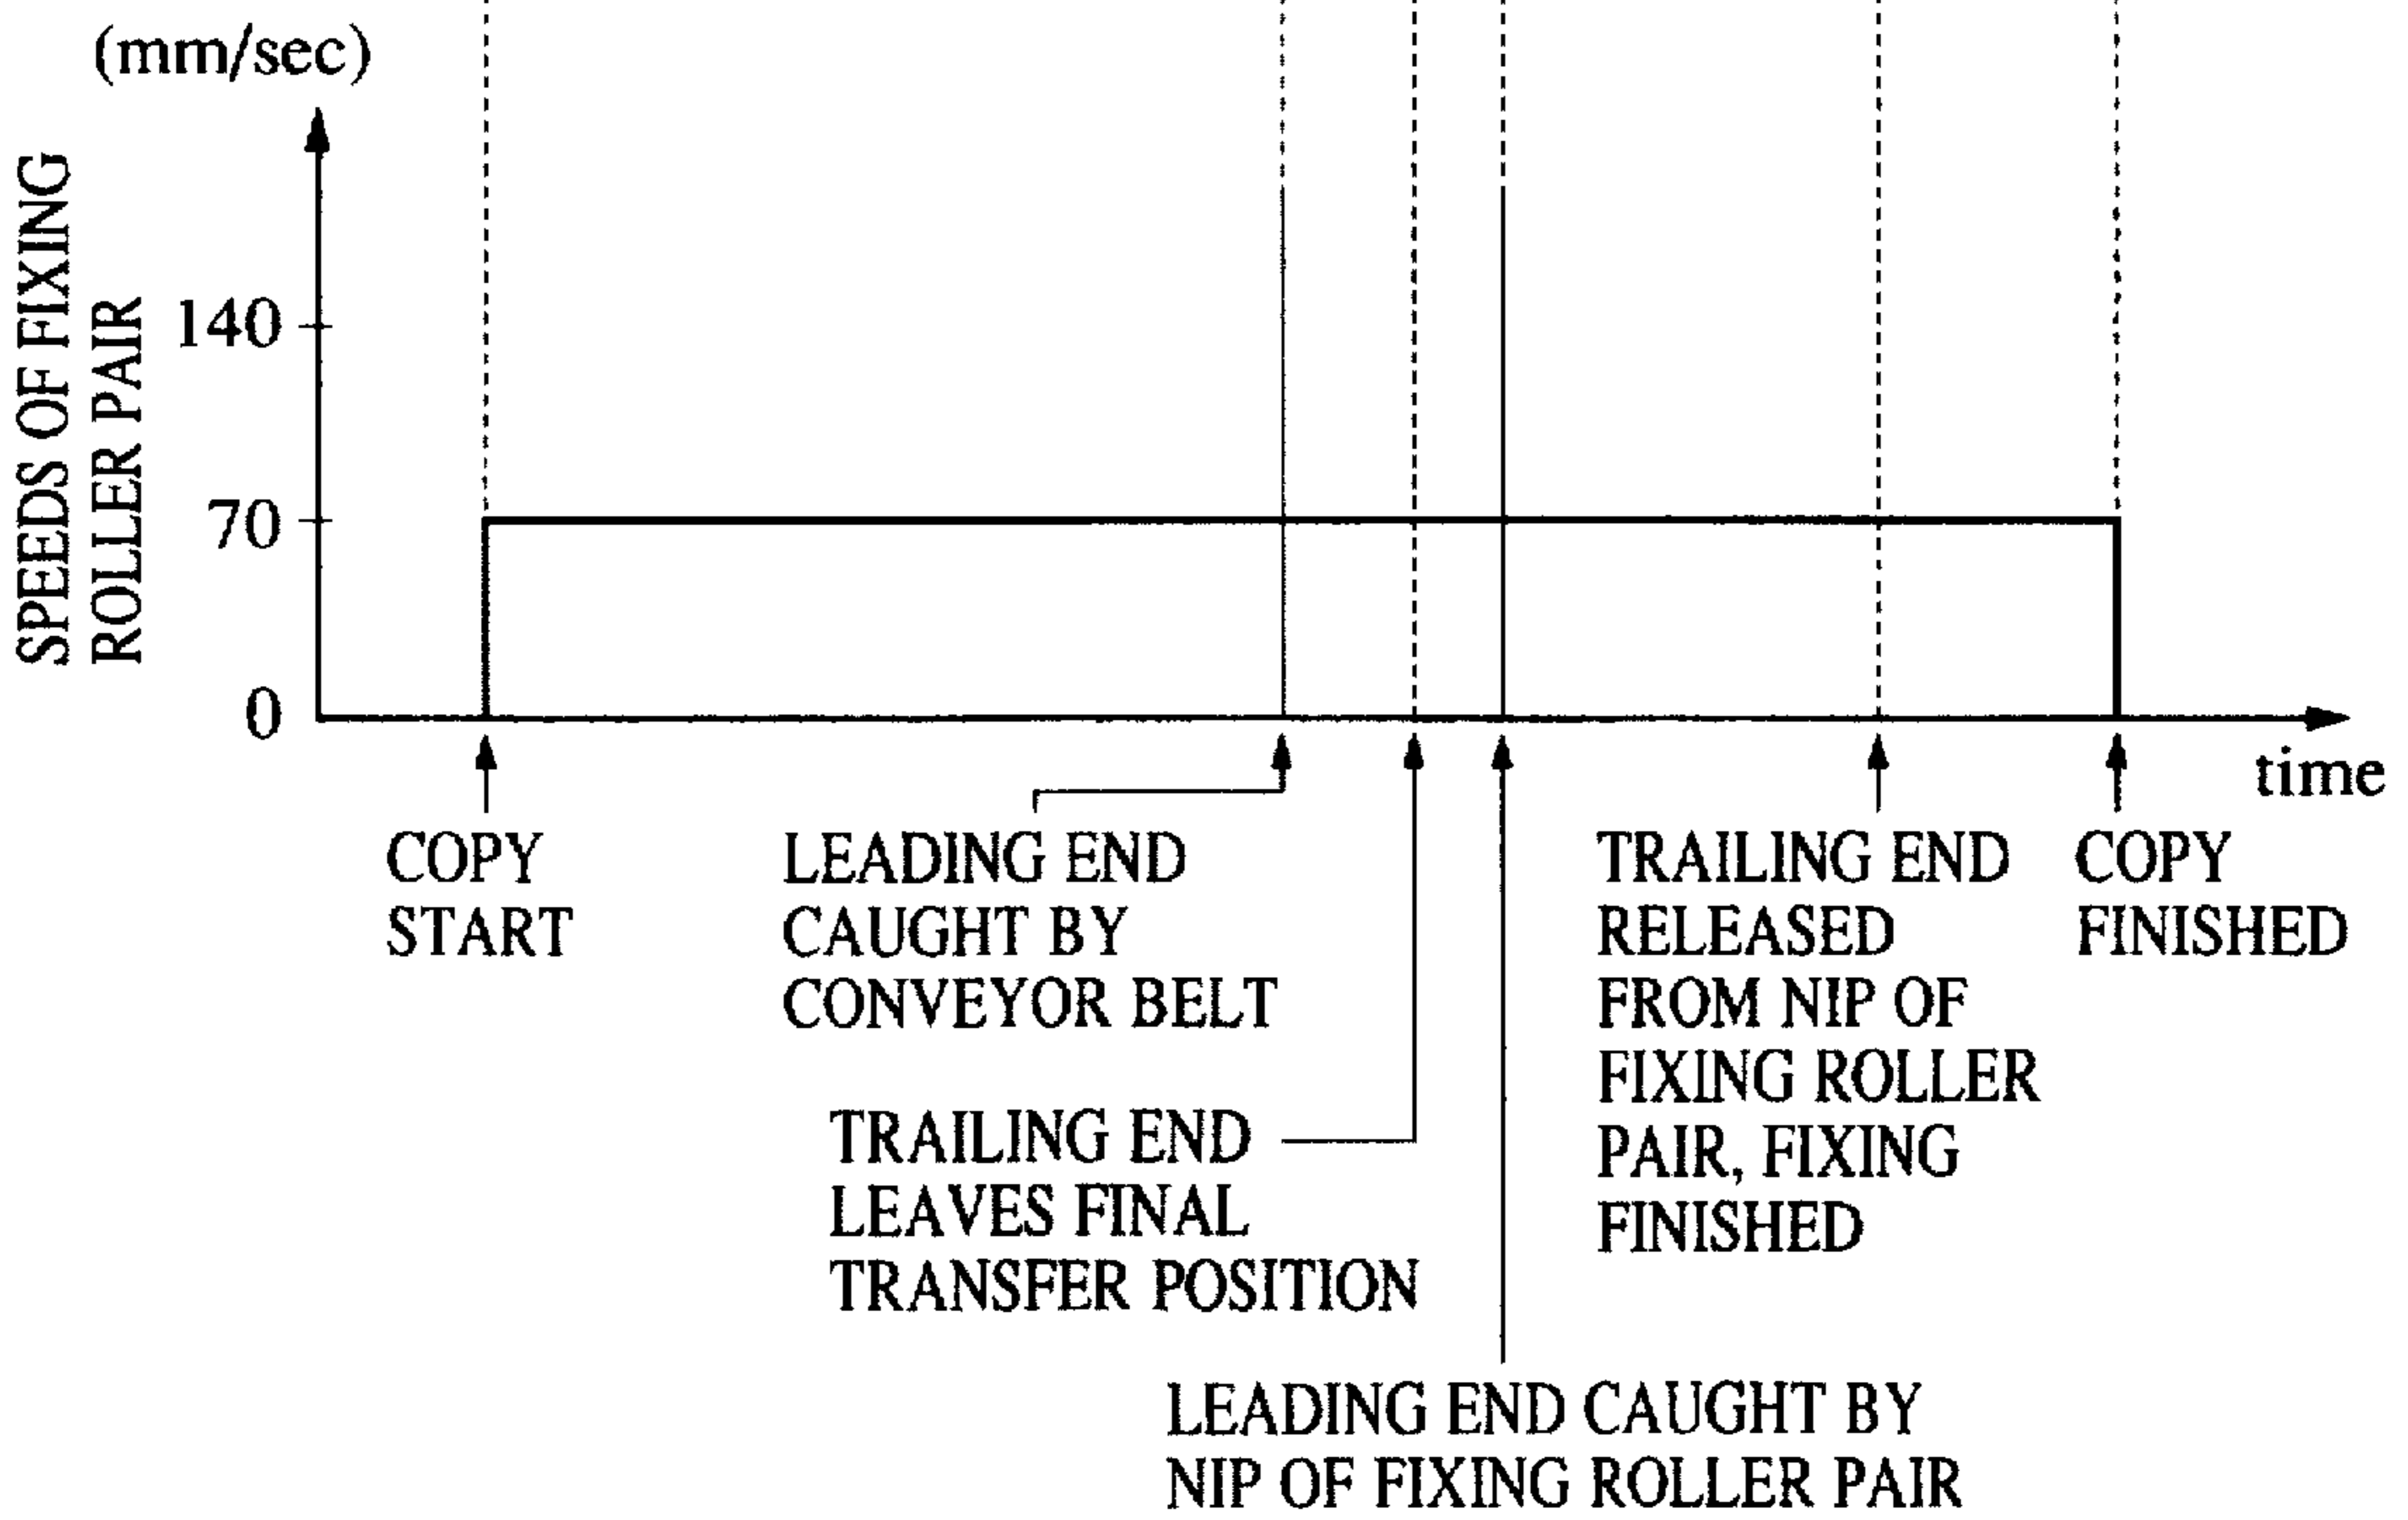 (mm/sec)
SPEEDS OF FIXING
ROLLER PAIR
140
70
0
time
COPY
START
LEADING END
CAUGHT BY
CONVEYOR BELT
TRAILING END
LEAVES FINAL
TRANSFER POSITION
LEADING END CAUGHT BY
NIP OF FIXING ROLLER PAIR
TRAILING END
RELEASED
FROM NIP OF
FIXING ROLLER
PAIR, FIXING
FINISHED
COPY
FINISHED